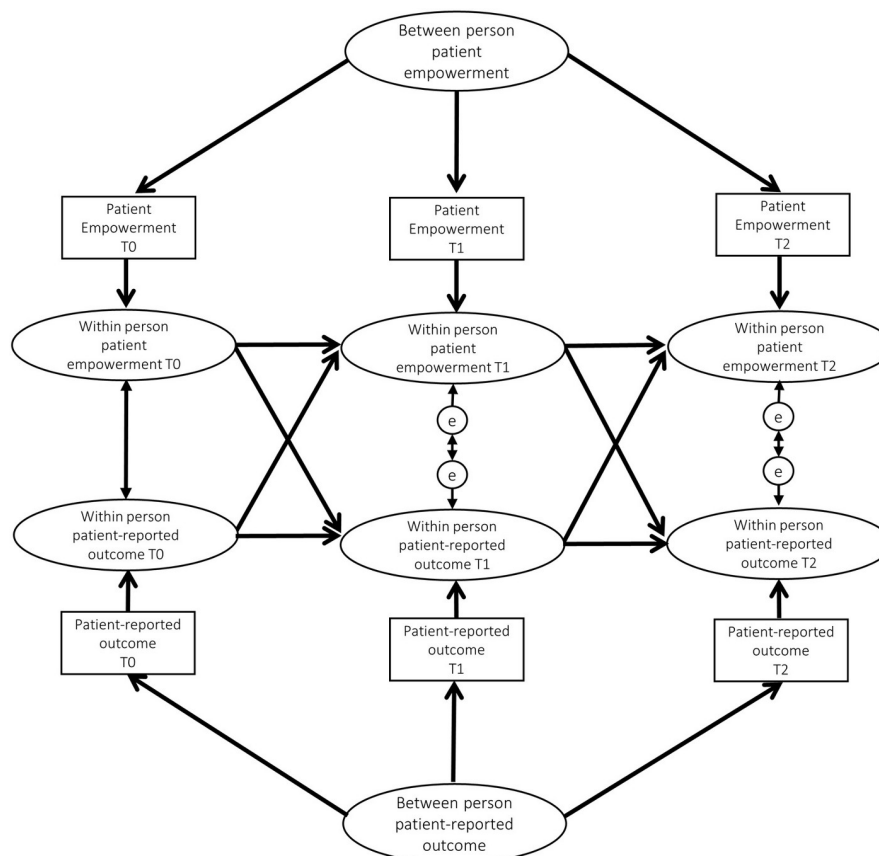 Between person
patient
empowerment
Patient
Empowerment
T0
Patient
Empowerment
T1
Patient
Empowerment
T2
Within person
patient
empowerment T0
Within person
patient
empowerment T1
Within person
patient
empowerment T2
e
e
e
e
Within person
patient-reported
outcome T0
Within person
patient-reported
outcome T1
Within person
patient-reported
outcome T2
Patient-reported
outcome
T0
Patient-reported
outcome
T1
Patient-reported
outcome
T2
Between person
patient-reported
outcome